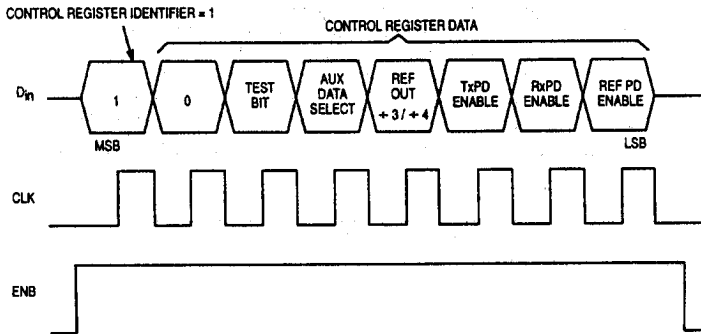 CONTROL REGISTER IDENTIFIER = 1
CONTROL REGISTER DATA
Din
1
0
TEST
BIT
AUX
DATA
SELECT
REF
OUT
÷ 3 / ÷ 4
TxPD
ENABLE
RxPD
ENABLE
REF PD
ENABLE
MSB
LSB
CLK
ENB